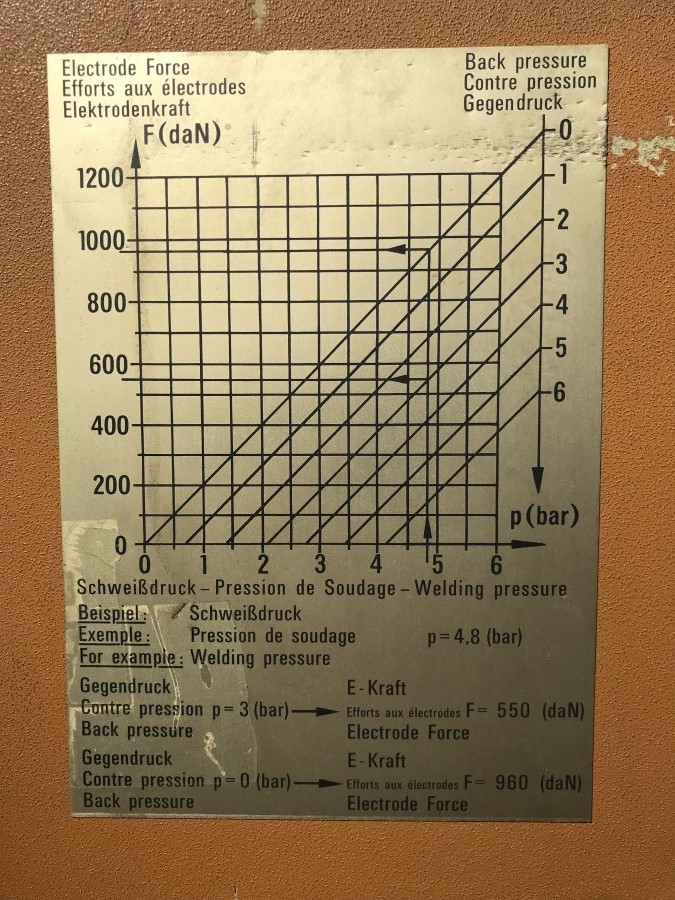 Electrode Force
Efforts aux électrodes
Elektrodenkraft
F(daN)
Back pressure
Contre pression
Gegendruck
0
1
2
3
4
5
6
1200
1000
800
600
400
200
0
p(bar)
0 1 2 3 4 5 6
Schweißdruck – Pression de Soudage – Welding pressure
Beispiel: Schweißdruck
Exemple: Pression de soudage p=4,8 (bar)
For example: Welding pressure
Gegendruck E-Kraft
Contre pression p=3 (bar) → Efforts aux électrodes F= 550 (daN)
Back pressure Electrode Force
Gegendruck E-Kraft
Contre pression p=0 (bar) → Efforts aux électrodes F= 960 (daN)
Back pressure Electrode Force